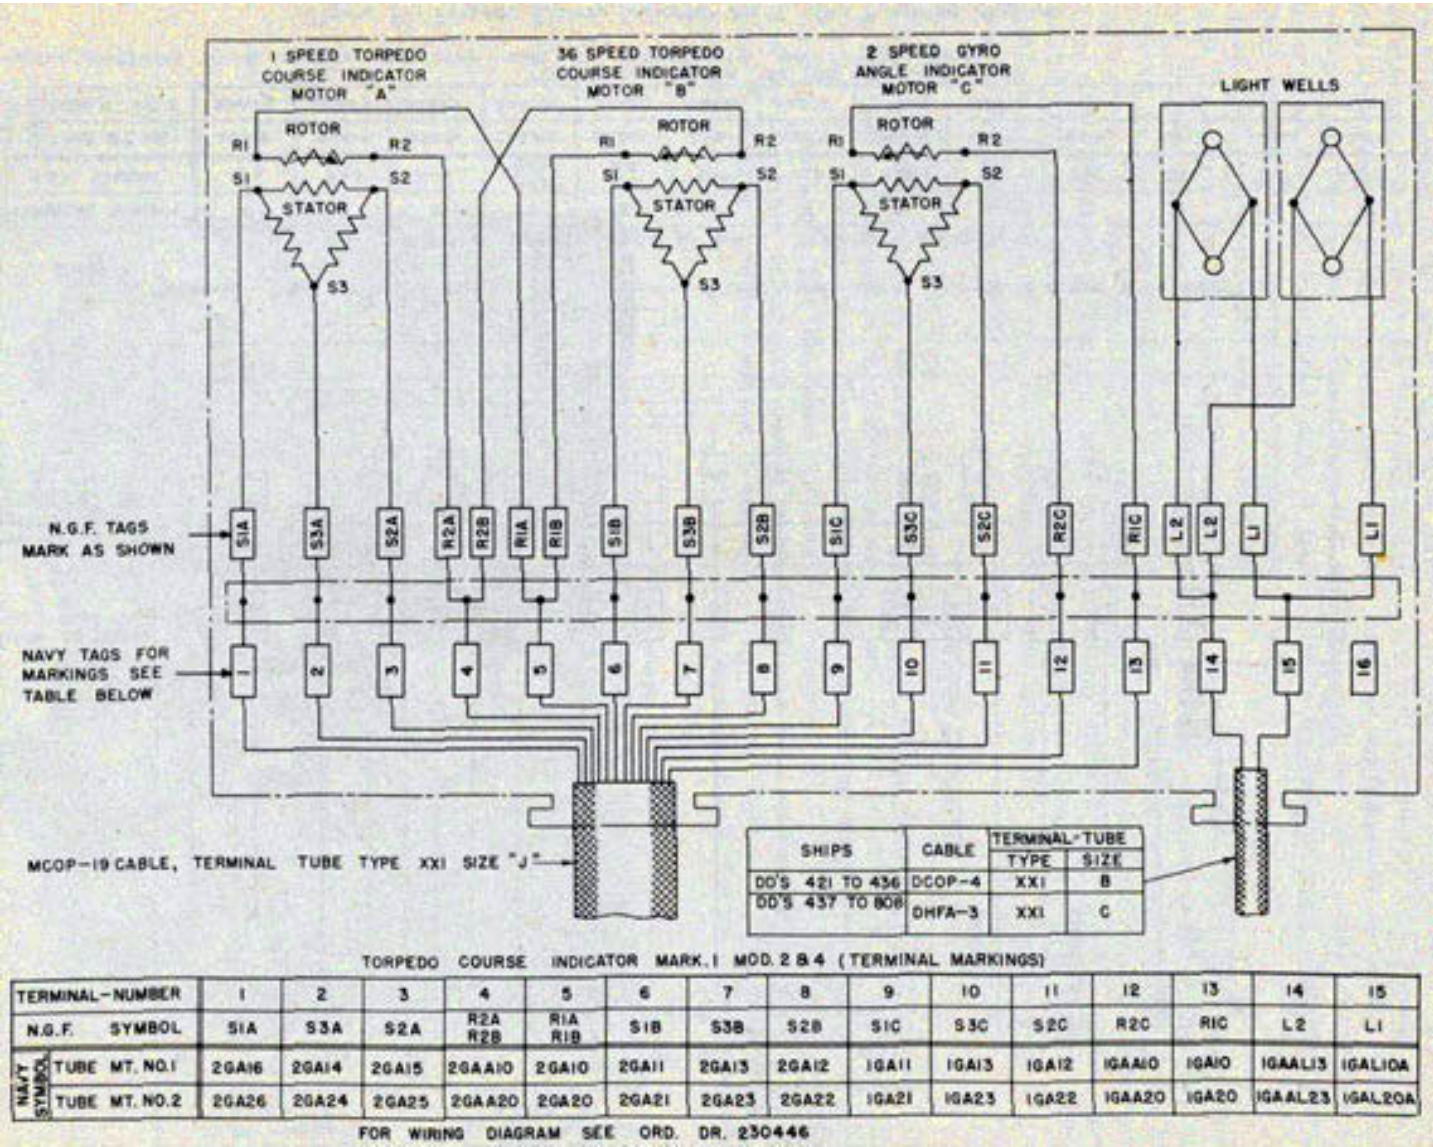 1 SPEED TORPEDO
COURSE INDICATOR
MOTOR "A"
36 SPEED TORPEDO
COURSE INDICATOR
MOTOR "B"
2 SPEED GYRO
ANGLE INDICATOR
MOTOR "C"
LIGHT WELLS
ROTOR
R1
R2
S1
S2
STATOR
S3
ROTOR
R1
R2
S1
S2
STATOR
S3
ROTOR
R1
R2
S1
S2
STATOR
S3
N.G.F. TAGS
MARK AS SHOWN
S1A S3A S2A R2A R2B R1A R1B S1B S3B S2B S1C S3C S2C R2C R1C L2 L2 L1 L1
NAVY TAGS FOR
MARKINGS SEE
TABLE BELOW
1 2 3 4 5 6 7 8 9 10 11 12 13 14 15 16
MCOP-19 CABLE, TERMINAL TUBE TYPE XXI SIZE "J"
SHIPS CABLE TERMINAL-TUBE
TYPE SIZE
DD'S 421 TO 436 DCOP-4 XXI B
DD'S 437 TO 808 DHFA-3 XXI C
TORPEDO COURSE INDICATOR MARK.1 MOD.2 & 4 (TERMINAL MARKINGS)
TERMINAL-NUMBER 1 2 3 4 5 6 7 8 9 10 11 12 13 14 15
N.G.F. SYMBOL S1A S3A S2A R2A R2B R1A R1B S1B S3B S2B S1C S3C S2C R2C R1C L2 L1
NAVY SYMBOL
TUBE MT. NO.1 2GA16 2GA14 2GA15 2GAA10 2GA10 2GA11 2GA13 2GA12 1GA11 1GA13 1GA12 1GAA10 1GA10 1GAAL13 1GAL10A
TUBE MT. NO.2 2GA26 2GA24 2GA25 2GAA20 2GA20 2GA21 2GA23 2GA22 1GA21 1GA23 1GA22 1GAA20 1GA20 1GAAL23 1GAL20A
FOR WIRING DIAGRAM SEE ORD. DR. 230446